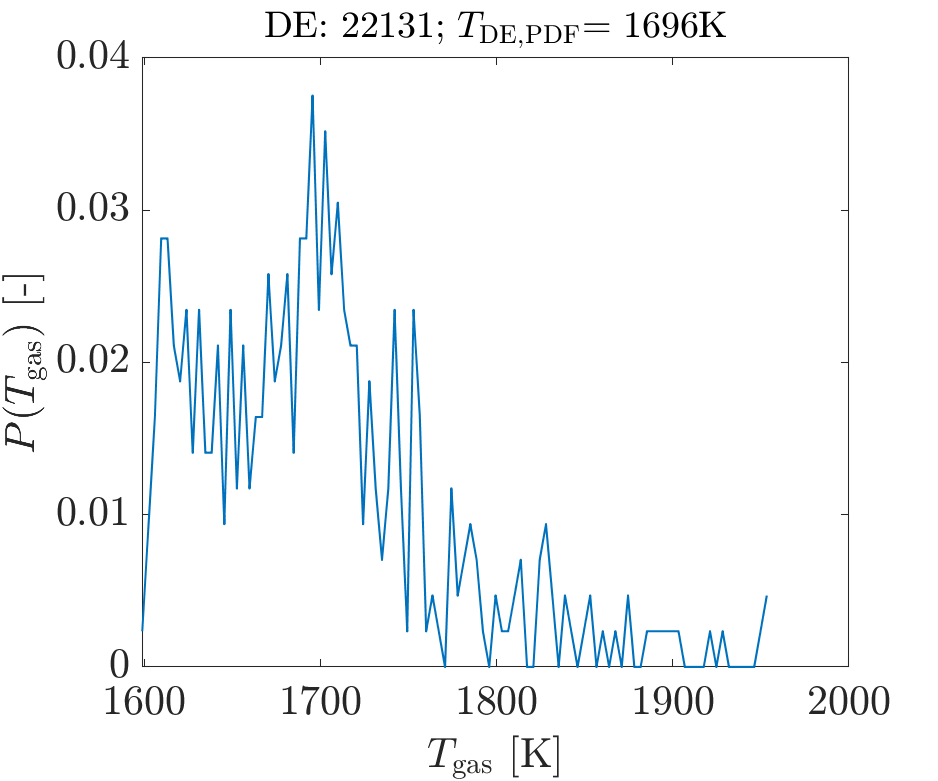 DE: 22131; T_DE,PDF= 1696K
0.04
0.03
0.02
0.01
0
P(T_gas) [-]
1600 1700 1800 1900 2000
T_gas [K]